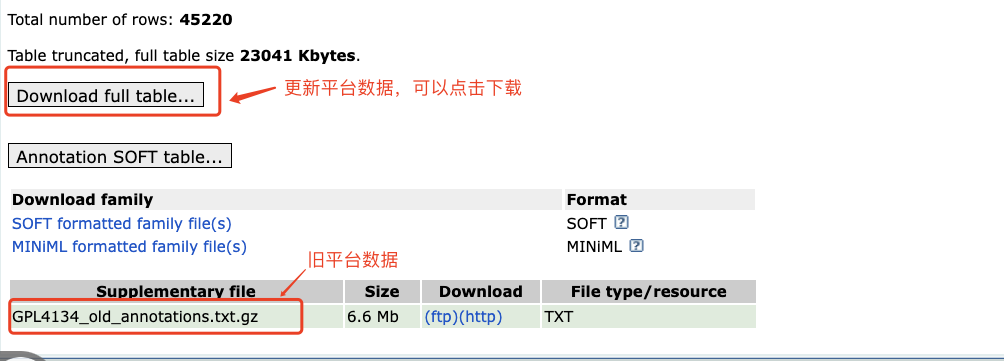 Total number of rows: 45220
Table truncated, full table size 23041 Kbytes.
Download full table...
更新平台数据，可以点击下载
Annotation SOFT table...
Download family Format
SOFT formatted family file(s) SOFT ?
MINiML formatted family file(s) MINiML ?
旧平台数据
Supplementary file Size Download File type/resource
GPL4134_old_annotations.txt.gz 6.6 Mb (ftp)(http) TXT